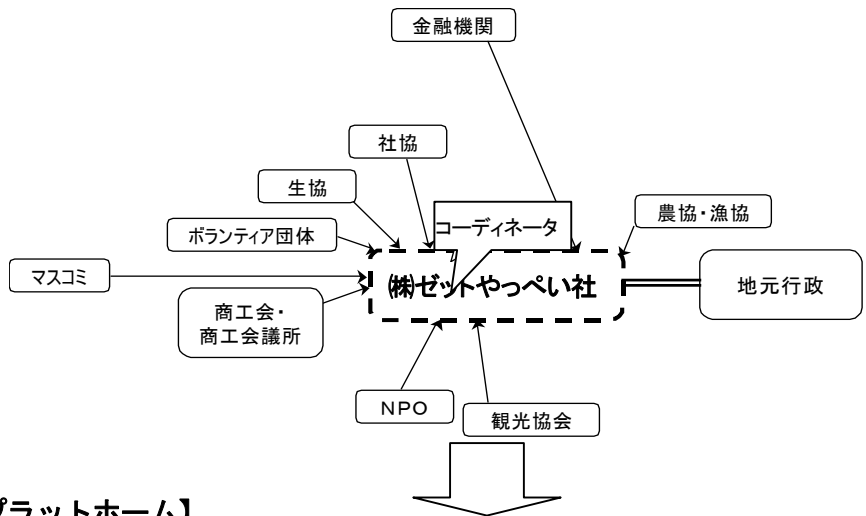 金融機関
社協
生協
コーディネータ
農協・漁協
ボランティア団体
マスコミ
㈱ゼットやっぺい社
地元行政
商工会・
商工会議所
NPO
観光協会
プラットホーム】